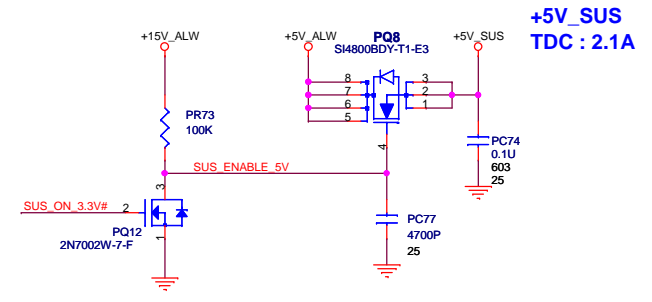 +5V_SUS
TDC : 2.1A
+15V_ALW
+5V_ALW
PQ8
SI4800BDY-T1-E3
+5V_SUS
8
7
6
5
3
2
1
4
PR73
100K
PC74
0.1U
603
25
SUS_ENABLE_5V
SUS_ON_3.3V#
2
3
1
PQ12
2N7002W-7-F
PC77
4700P
25